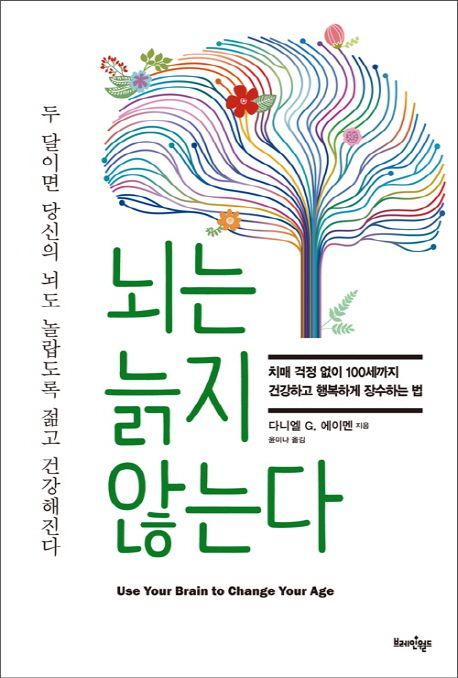 두 달이면 당신의 뇌도 놀랍도록 젊고 건강해진다
뇌는
늙지
않는다
치매 걱정 없이 100세까지
건강하고 행복하게 장수하는 법
다니엘 G. 에이멘 지음
윤미나 옮김
Use Your Brain to Change Your Age
브레인월드